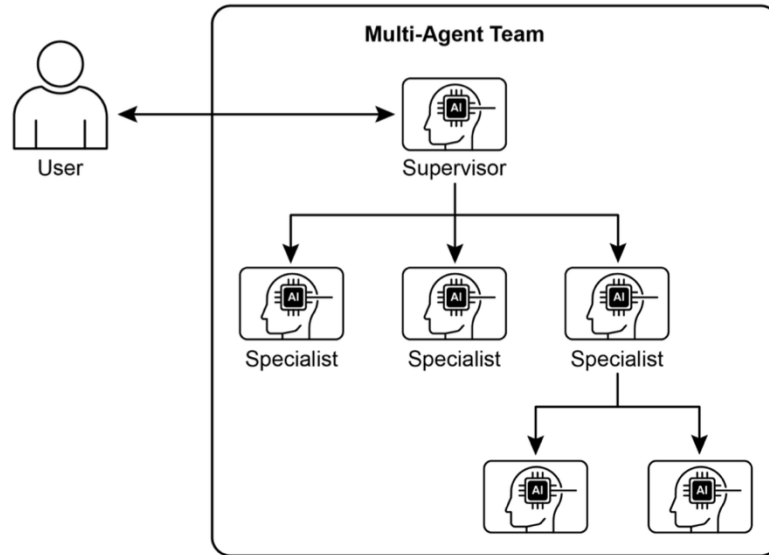 Multi-Agent Team
AI
User
Supervisor
AI
AI
AI
Specialist
Specialist
Specialist
AI
AI